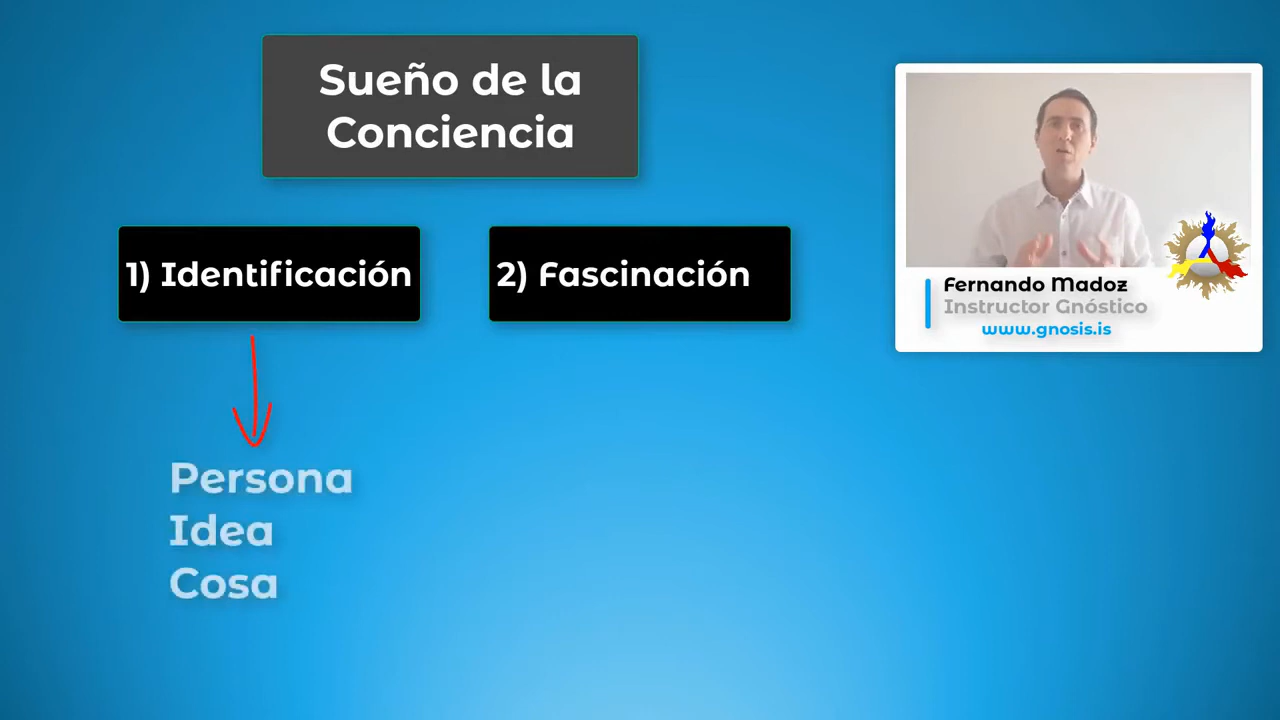 Sueño de la
Conciencia
1) Identificación
2) Fascinación
Persona
Idea
Cosa
Fernando Madoz
Instructor Gnóstico
www.gnosis.is